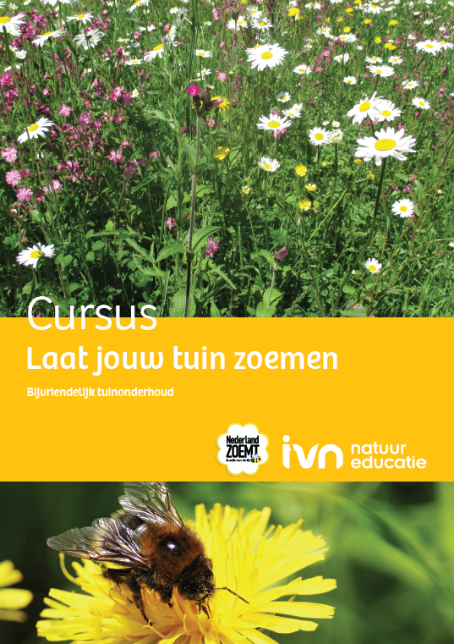 Cursus
Laat jouw tuin zoemen
Bijvriendelijk tuinonderhoud
Nederland
ZOEMT
ivn natuur
educatie